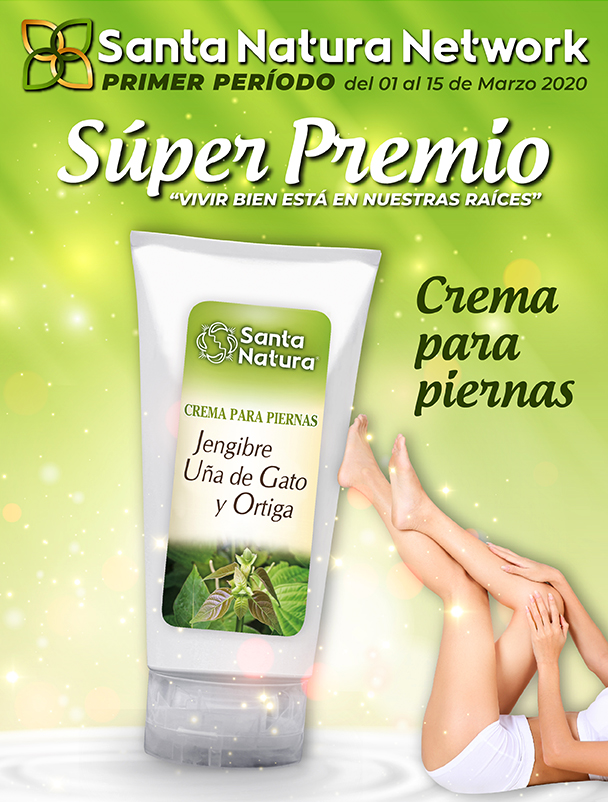 Santa Natura Network
PRIMER PERÍODO del 01 al 15 de Marzo 2020
Súper Premio
“VIVIR BIEN ESTÁ EN NUESTRAS RAÍCES”
Crema
para
piernas
Santa
Natura®
CREMA PARA PIERNAS
Jengibre
Uña de Gato
y Ortiga